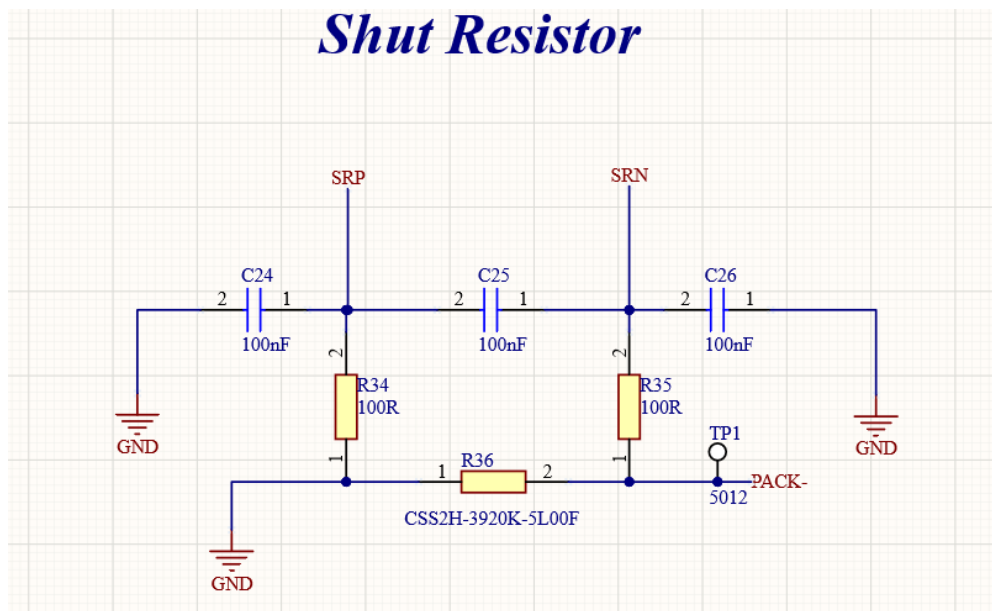 Shut Resistor
SRP
SRN
C24
C25
C26
2
1
2
1
2
1
100nF
100nF
100nF
2
2
R34
R35
100R
100R
GND
GND
TP1
1
1
R36
1
2
PACK-
5012
CSS2H-3920K-5L00F
GND